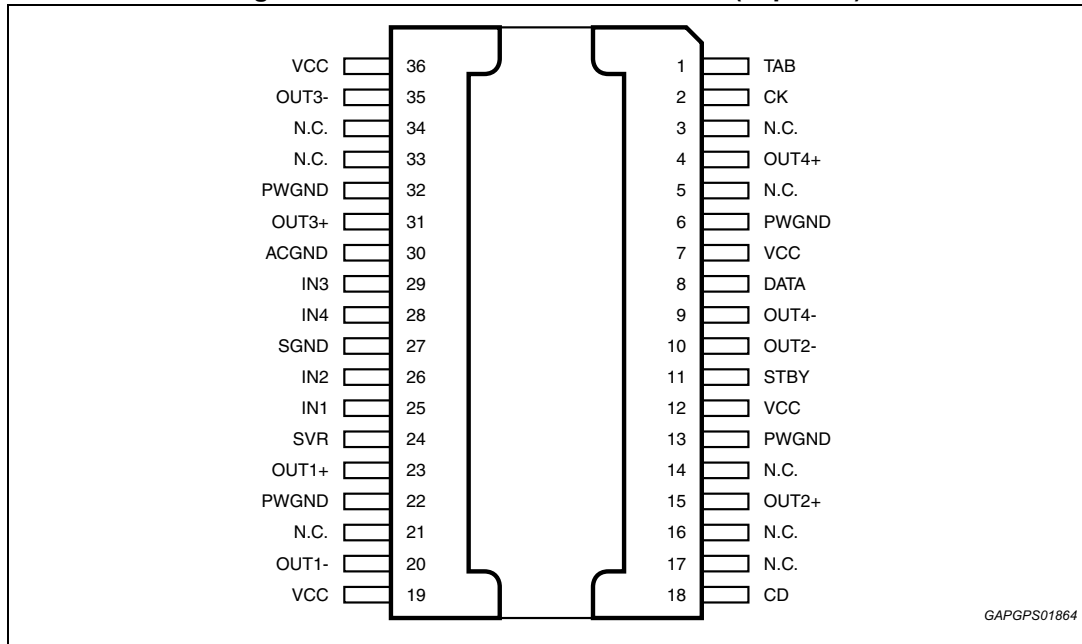 VCC 36 1 TAB
OUT3- 35 2 CK
N.C. 34 3 N.C.
N.C. 33 4 OUT4+
PWGND 32 5 N.C.
OUT3+ 31 6 PWGND
ACGND 30 7 VCC
IN3 29 8 DATA
IN4 28 9 OUT4-
SGND 27 10 OUT2-
IN2 26 11 STBY
IN1 25 12 VCC
SVR 24 13 PWGND
OUT1+ 23 14 N.C.
PWGND 22 15 OUT2+
N.C. 21 16 N.C.
OUT1- 20 17 N.C.
VCC 19 18 CD
GAPGPS01864